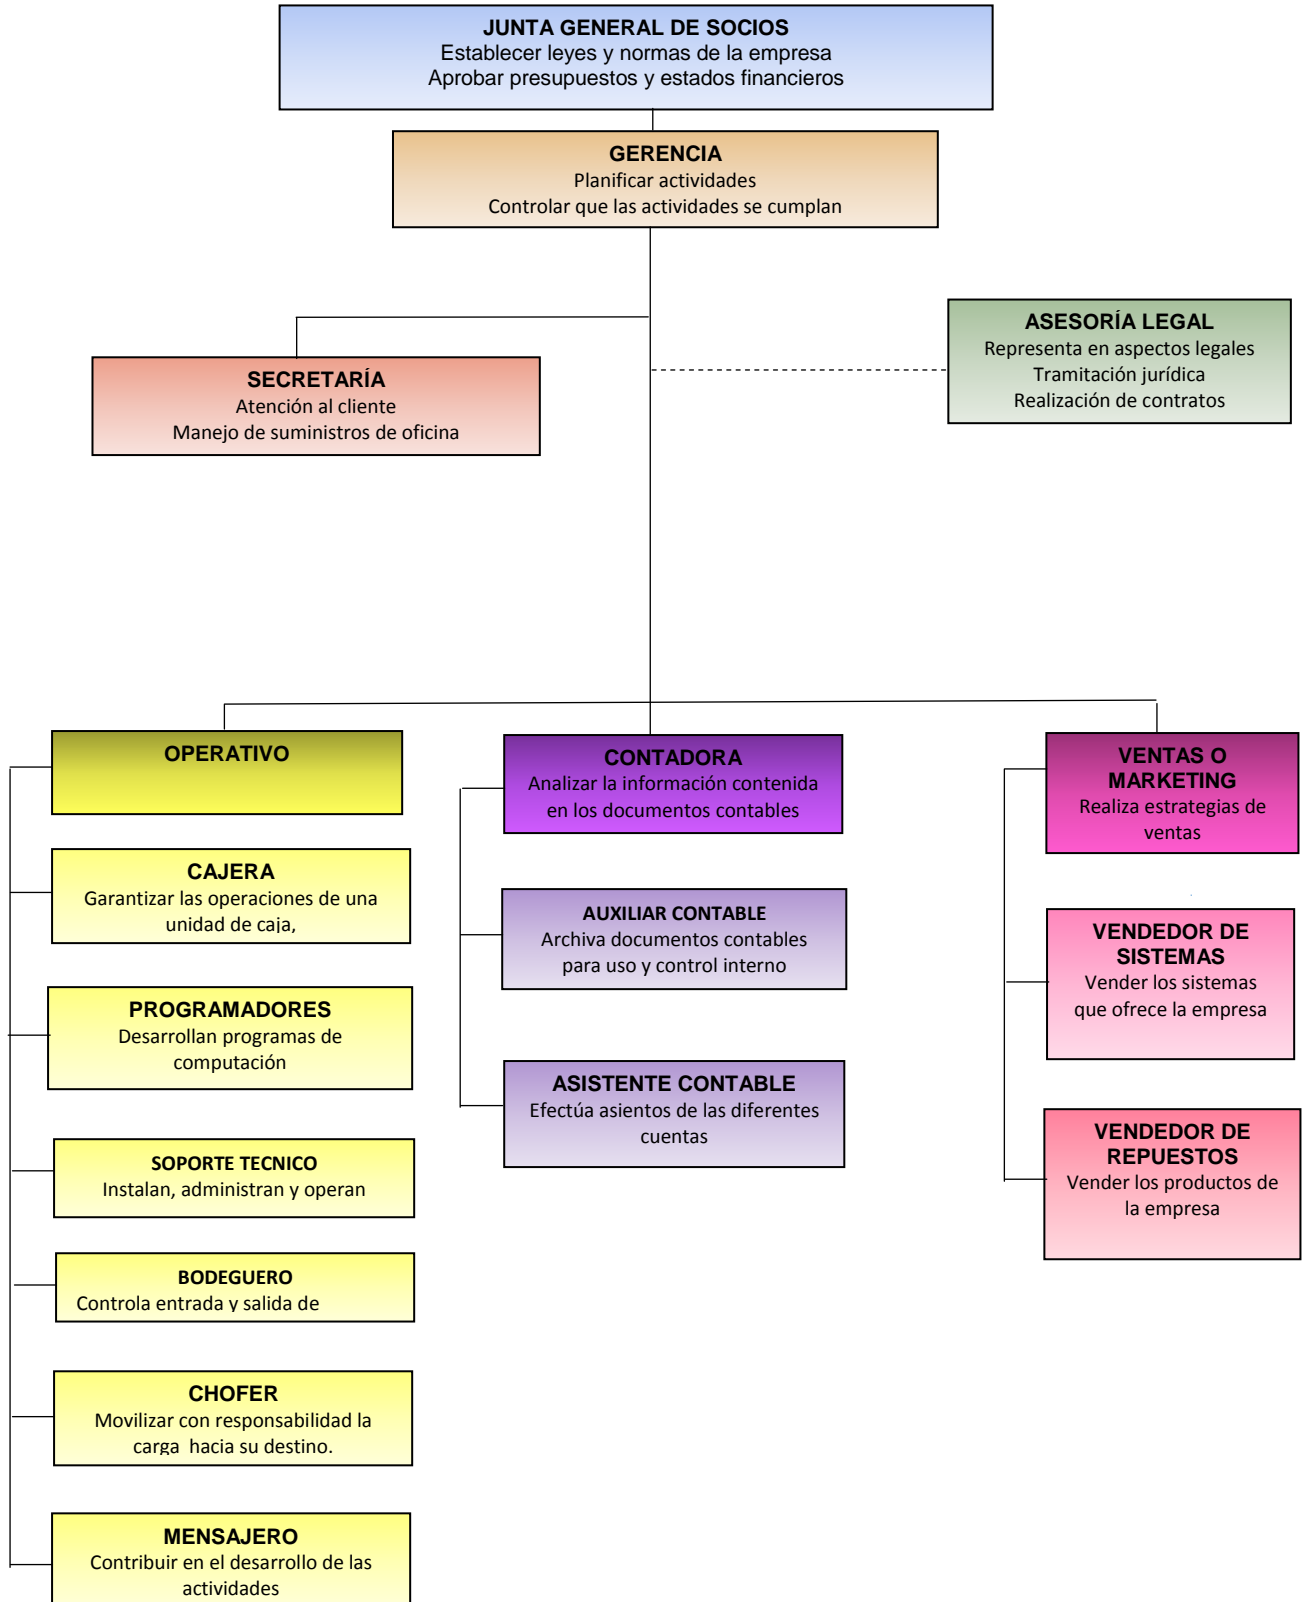 JUNTA GENERAL DE SOCIOS
Establecer leyes y normas de la empresa
Aprobar presupuestos y estados financieros
GERENCIA
Planificar actividades
Controlar que las actividades se cumplan
ASESORÍA LEGAL
Representa en aspectos legales
Tramitación jurídica
Realización de contratos
SECRETARÍA
Atención al cliente
Manejo de suministros de oficina
OPERATIVO
CAJERA
Garantizar las operaciones de una
unidad de caja,
PROGRAMADORES
Desarrollan programas de
computación
SOPORTE TECNICO
Instalan, administran y operan
BODEGUERO
Controla entrada y salida de
CHOFER
Movilizar con responsabilidad la
carga hacia su destino.
MENSAJERO
Contribuir en el desarrollo de las
actividades
CONTADORA
Analizar la información contenida
en los documentos contables
AUXILIAR CONTABLE
Archiva documentos contables
para uso y control interno
ASISTENTE CONTABLE
Efectúa asientos de las diferentes
cuentas
VENTAS O
MARKETING
Realiza estrategias de
ventas
VENDEDOR DE
SISTEMAS
Vender los sistemas
que ofrece la empresa
VENDEDOR DE
REPUESTOS
Vender los productos de
la empresa